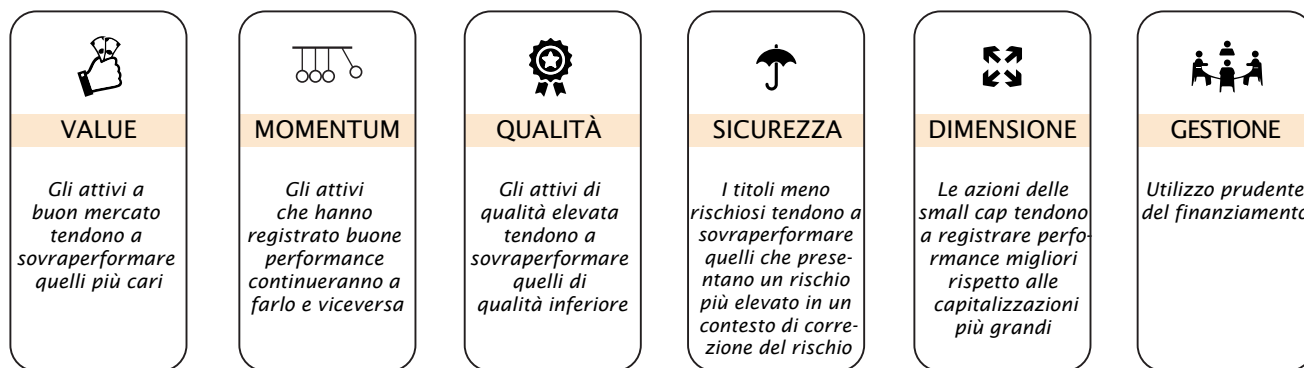 VALUE
Gli attivi a
buon mercato
tendono a
sovraperformare
quelli più cari
MOMENTUM
Gli attivi
che hanno
registrato buone
performance
continueranno a
farlo e viceversa
QUALITÀ
Gli attivi di
qualità elevata
tendono a
sovraperformare
quelli di
qualità inferiore
SICUREZZA
I titoli meno
rischiosi tendono a
sovraperformare
quelli che prese-
ntano un rischio
più elevato in un
contesto di corre-
zione del rischio
DIMENSIONE
Le azioni delle
small cap tendono
a registrare perfo-
rmance migliori
rispetto alle
capitalizzazioni
più grandi
GESTIONE
Utilizzo prudente
del finanziamento